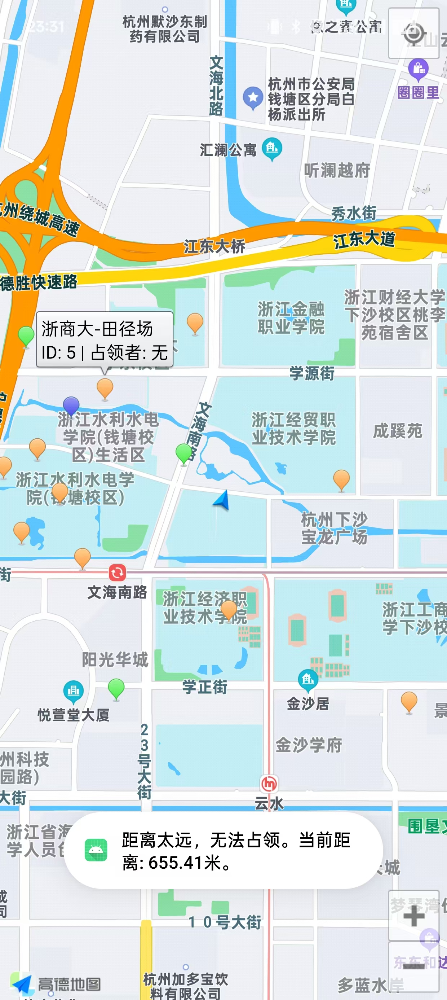 杭州默沙东制
药有限公司
23:31
之素公寓
文海北路
杭州市公安局
钱塘区分局白
杨派出所
圈圈里
汇澜公寓
听澜越府
秀水街
州绕城高速
江东大桥
江东大道
德胜快速路
浙江金融
职业学院
浙江财经大学
下沙校区桃李
苑宿舍区
浙商大-田径场
ID: 5 | 占领者: 无
学源街
文海南路
浙江水利水电
学院(钱塘校
区)生活区
浙江经贸职
业技术学院
成蹊苑
浙江水利水电学
院(钱塘校区)
杭州下沙
宝龙广场
街
文海南路
浙江经济职
业技术学院
浙江工商
学下沙校
阳光华城
学正街
悦萱堂大厦
金沙居
景
23号大街
金沙学府
州科技
园路)
大街
云水
浙江省海
学人员创
围垦文
距离太远，无法占领。当前距
离: 655.41米。
城
司
梦琴湾
10号大街
东东和达
高德地图
杭州加多宝饮
料有限公司
多蓝水岸